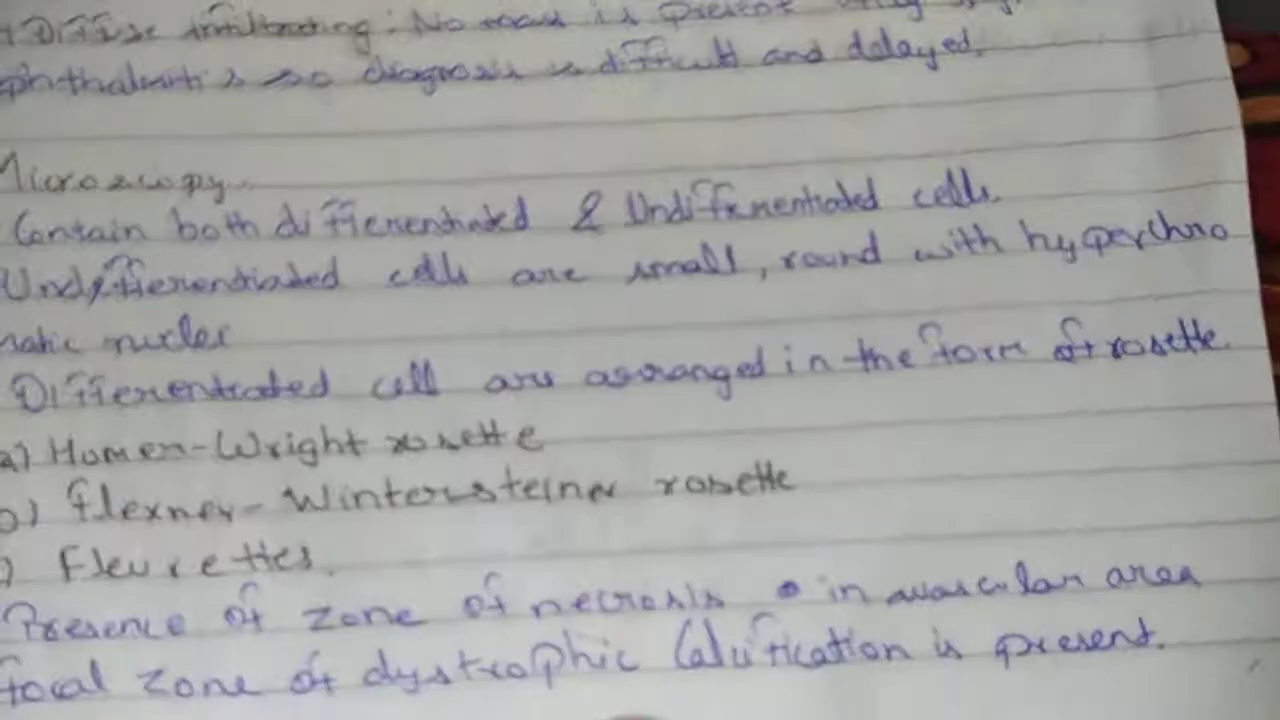 Diffuse infiltrating: No mass is present
ophthalmitis so diagnosis is difficult and delayed.
Microscopy.
Contain both differentiated & Undifferentiated cells.
Undifferentiated cells are small, round with hyperchro
matic nuclei
Differentiated cell are arranged in the form of rosette.
a) Homer-Wright rosette
b) flexner-Wintersteiner rosette
) Fleurettes.
Presence of zone of necrosis in avascular area
focal zone of dystrophic Calcification is present.